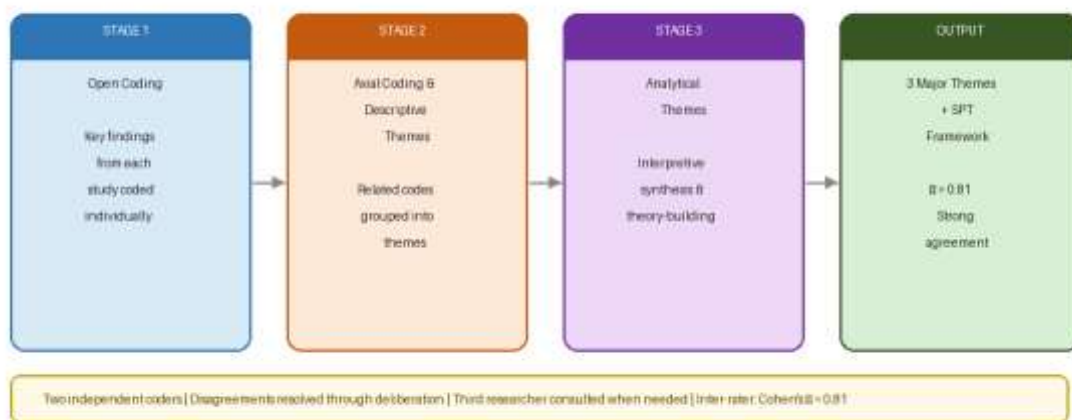 STAGE 1
Open Coding
Key findings
from each
study coded
individually
STAGE 2
Axial Coding &
Descriptive
Themes
Related codes
grouped into
themes
STAGE 3
Analytical
Themes
Interpretive
synthesis &
theory-building
OUTPUT
3 Major Themes
+ SPT
Framework
= 0.81
Strong
agreement
Two independent coders | Disagreements resolved through deliberation | Third researcher consulted when needed | Inter-rater: Cohen's = 0.81